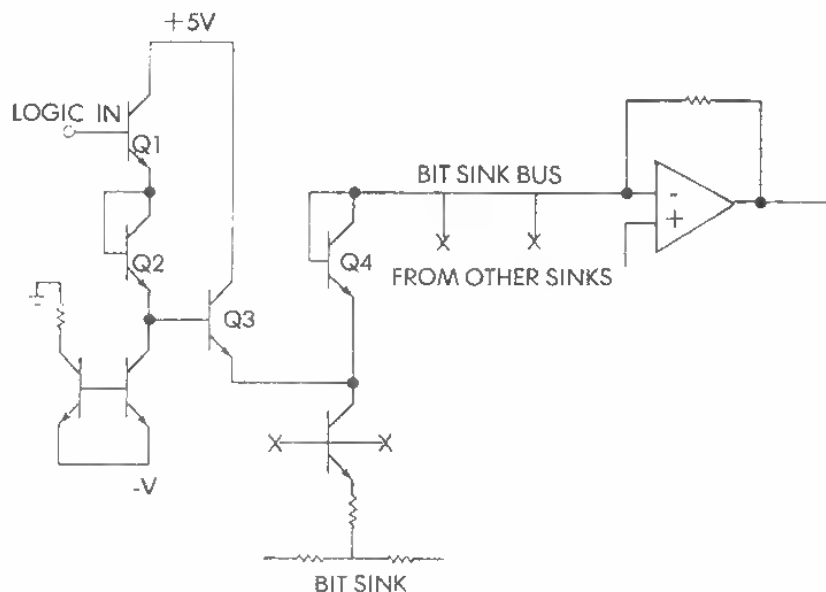 +5V
LOGIC IN
Q1
BIT SINK BUS
-
+
Q2
Q4
FROM OTHER SINKS
Q3
-V
BIT SINK